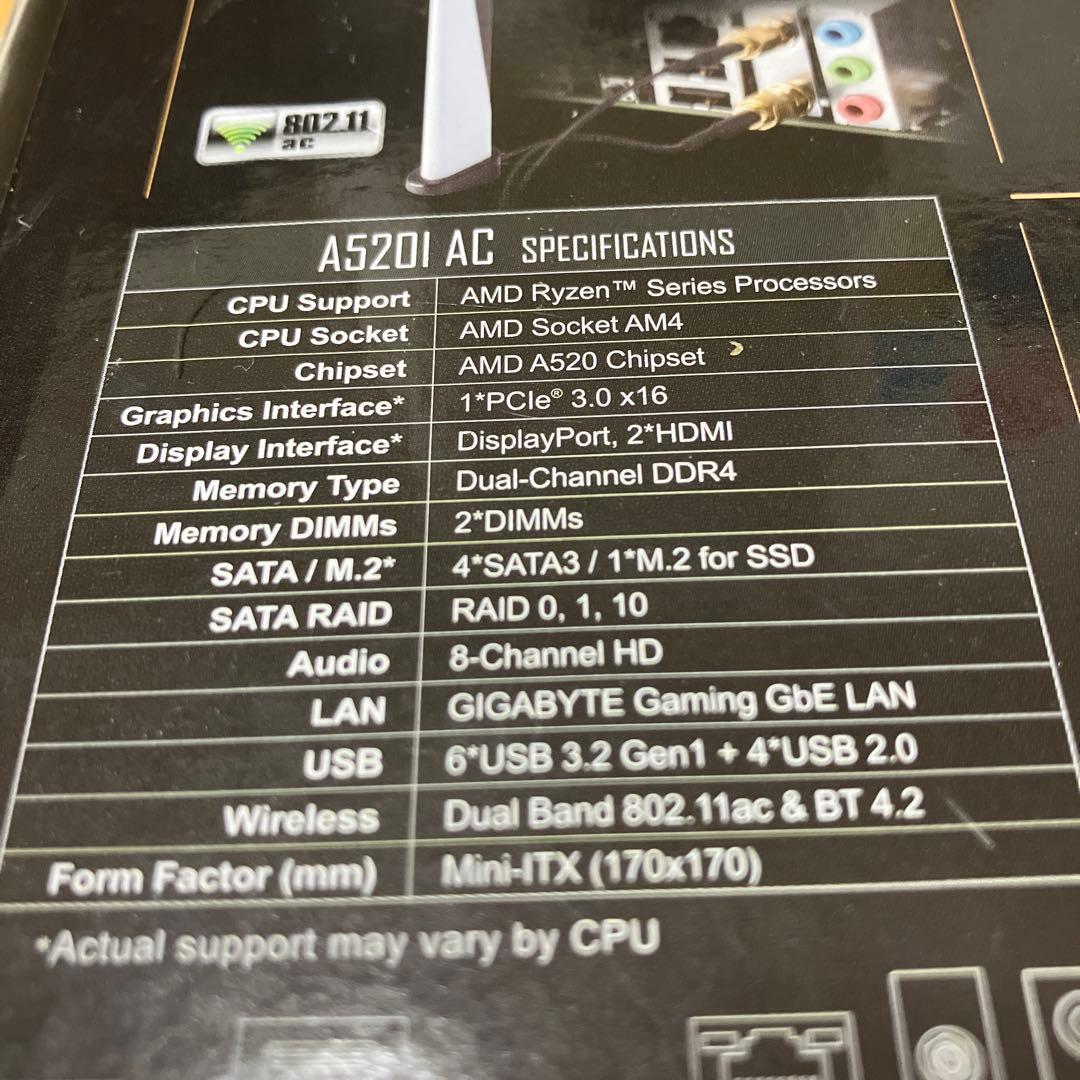 802.11
ac
A520I AC SPECIFICATIONS
CPU Support AMD Ryzen™ Series Processors
CPU Socket AMD Socket AM4
Chipset AMD A520 Chipset
Graphics Interface* 1*PCIe® 3.0 x16
Display Interface* DisplayPort, 2*HDMI
Memory Type Dual-Channel DDR4
Memory DIMMs 2*DIMMs
SATA / M.2* 4*SATA3 / 1*M.2 for SSD
SATA RAID RAID 0, 1, 10
Audio 8-Channel HD
LAN GIGABYTE Gaming GbE LAN
USB 6*USB 3.2 Gen1 + 4*USB 2.0
Wireless Dual Band 802.11ac & BT 4.2
Form Factor (mm) Mini-ITX (170x170)
*Actual support may vary by CPU